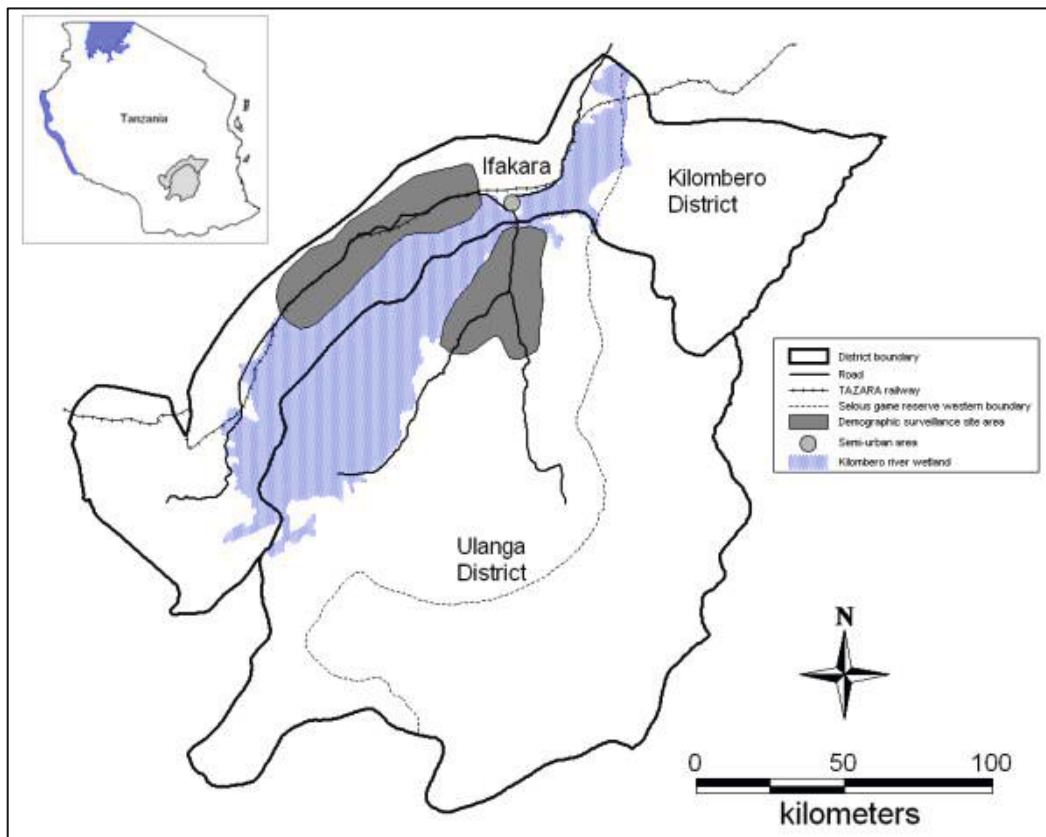 Tanzania
Ifakara
Kilombero
District
District boundary
Road
TAZARA railway
Selous game reserve western boundary
Demographic surveillance site area
Semi-urban area
Kilombero river wetland
Ulanga
District
N
0 50 100
kilometers